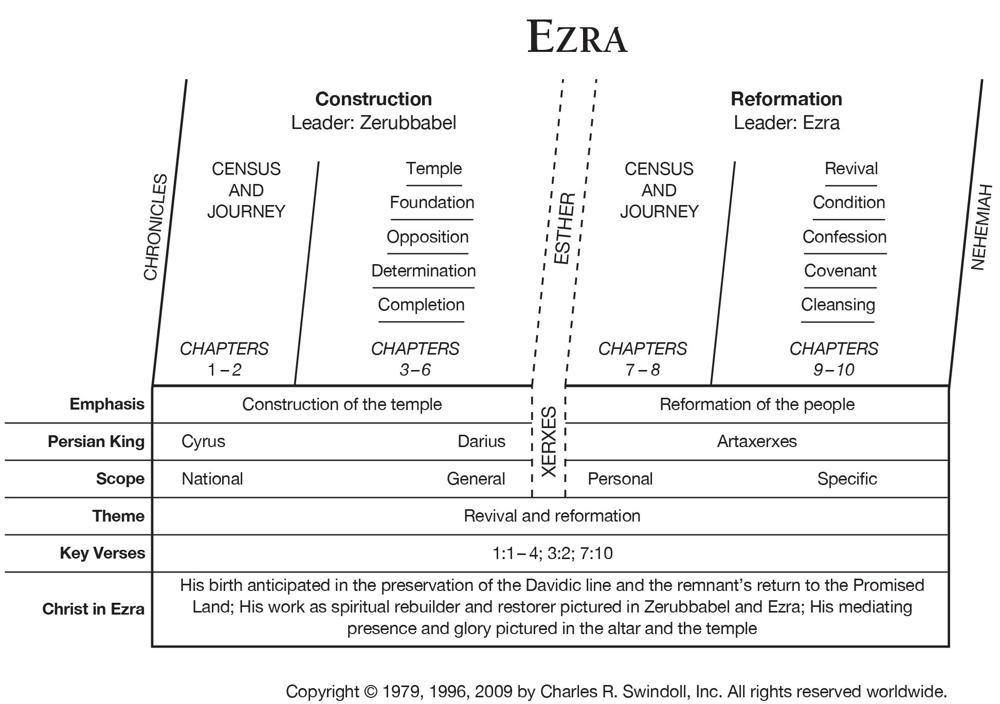 EZRA
Construction
Leader: Zerubbabel
Reformation
Leader: Ezra
CHRONICLES
CENSUS
AND
JOURNEY
CHAPTERS
1 – 2
Temple
Foundation
Opposition
Determination
Completion
CHAPTERS
3 – 6
ESTHER
CENSUS
AND
JOURNEY
CHAPTERS
7 – 8
Revival
Condition
Confession
Covenant
Cleansing
CHAPTERS
9 – 10
NEHEMIAH
Emphasis Construction of the temple Reformation of the people
XERXES
Persian King Cyrus Darius Artaxerxes
Scope National General Personal Specific
Theme Revival and reformation
Key Verses 1:1 – 4; 3:2; 7:10
Christ in Ezra
His birth anticipated in the preservation of the Davidic line and the remnant’s return to the Promised
Land; His work as spiritual rebuilder and restorer pictured in Zerubbabel and Ezra; His mediating
presence and glory pictured in the altar and the temple
Copyright © 1979, 1996, 2009 by Charles R. Swindoll, Inc. All rights reserved worldwide.